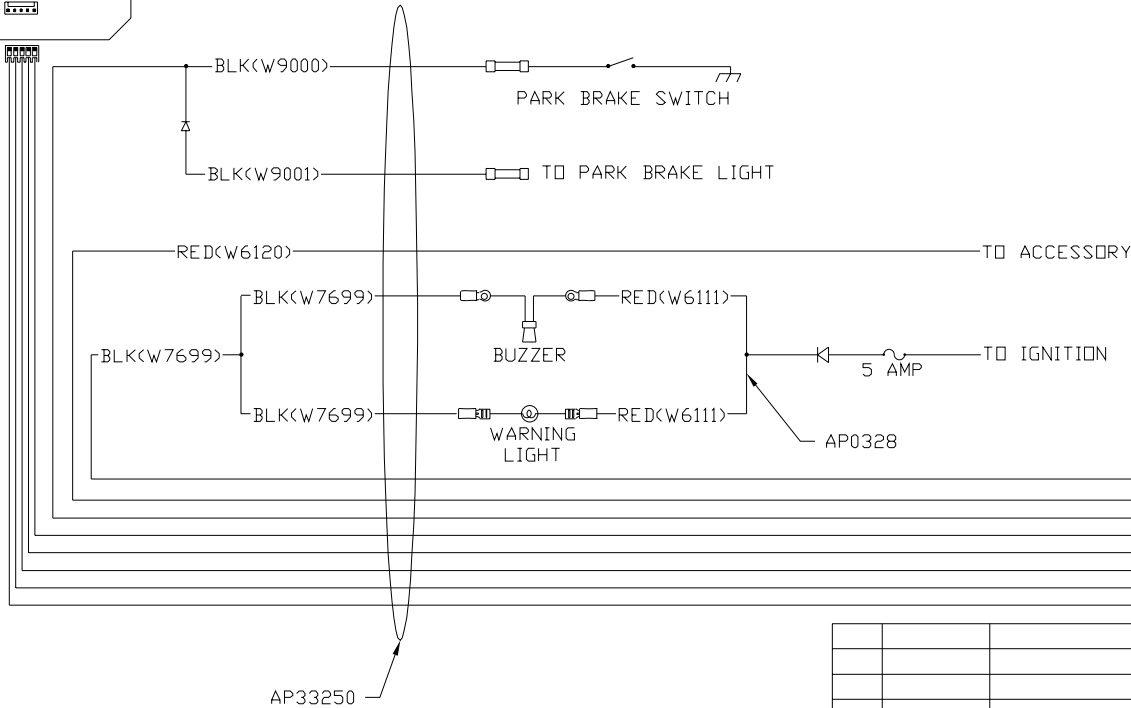 BLK(W9000)
PARK BRAKE SWITCH
BLK(W9001)
TO PARK BRAKE LIGHT
RED(W6120)
TO ACCESSORY
BLK(W7699)
RED(W6111)
BUZZER
BLK(W7699)
TO IGNITION
5 AMP
BLK(W7699)
RED(W6111)
WARNING
LIGHT
AP0328
AP33250